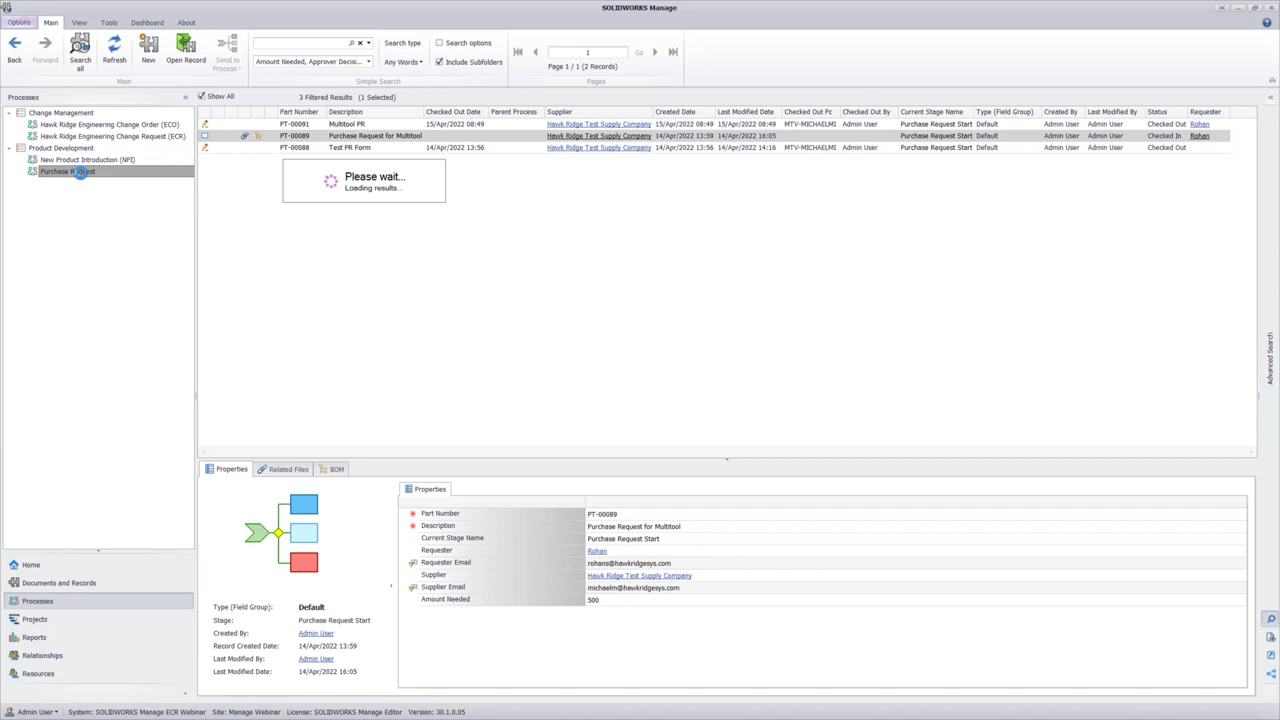 SOLIDWORKS Manage
Options Main View Tools Dashboard About
Back Forward Search all Refresh New Open Record Send to Process
Main
Amount Needed, Approver Decisi...
Search type
Any Words
Search options
Include Subfolders
Simple Search
1 Go
Page 1 / 1 (2 Records)
Pages
Processes
Show All 3 Filtered Results (1 Selected)
Change Management
Hawk Ridge Engineering Change Order (ECO)
Hawk Ridge Engineering Change Request (ECR)
Product Development
New Product Introduction (NPI)
Part Number Description Checked Out Date Parent Process Supplier Created Date Last Modified Date Checked Out Pc Checked Out By Current Stage Name Type (Field Group) Created By Last Modified By Status Requester
PT-00091 Multitool PR 15/Apr/2022 08:49 Hawk Ridge Test Supply Company 15/Apr/2022 08:49 15/Apr/2022 08:49 MTV-MICHAELMI Admin User Purchase Request Start Default Admin User Admin User Checked Out Rohan
PT-00089 Purchase Request for Multitool Hawk Ridge Test Supply Company 14/Apr/2022 13:59 14/Apr/2022 16:05 Purchase Request Start Default Admin User Admin User Checked In Rohan
PT-00088 Test PR Form 14/Apr/2022 13:56 Hawk Ridge Test Supply Company 14/Apr/2022 13:56 14/Apr/2022 14:16 MTV-MICHAELMI Admin User Purchase Request Start Default Admin User Admin User Checked Out
Please wait...
Loading results...
Advanced Search
Home
Documents and Records
Processes
Projects
Reports
Relationships
Resources
Properties Related Files BOM
Type (Field Group): Default
Stage: Purchase Request Start
Created By: Admin User
Record Created Date: 14/Apr/2022 13:59
Last Modified By: Admin User
Last Modified Date: 14/Apr/2022 16:05
Properties
Part Number PT-00089
Description Purchase Request for Multitool
Current Stage Name Purchase Request Start
Requester Rohan
Requester Email rohans@hawkridgesys.com
Supplier Hawk Ridge Test Supply Company
Supplier Email michaelm@hawkridgesys.com
Amount Needed 500
Admin User System: SOLIDWORKS Manage ECR Webinar Site: Manage Webinar License: SOLIDWORKS Manage Editor Version: 30.1.0.05